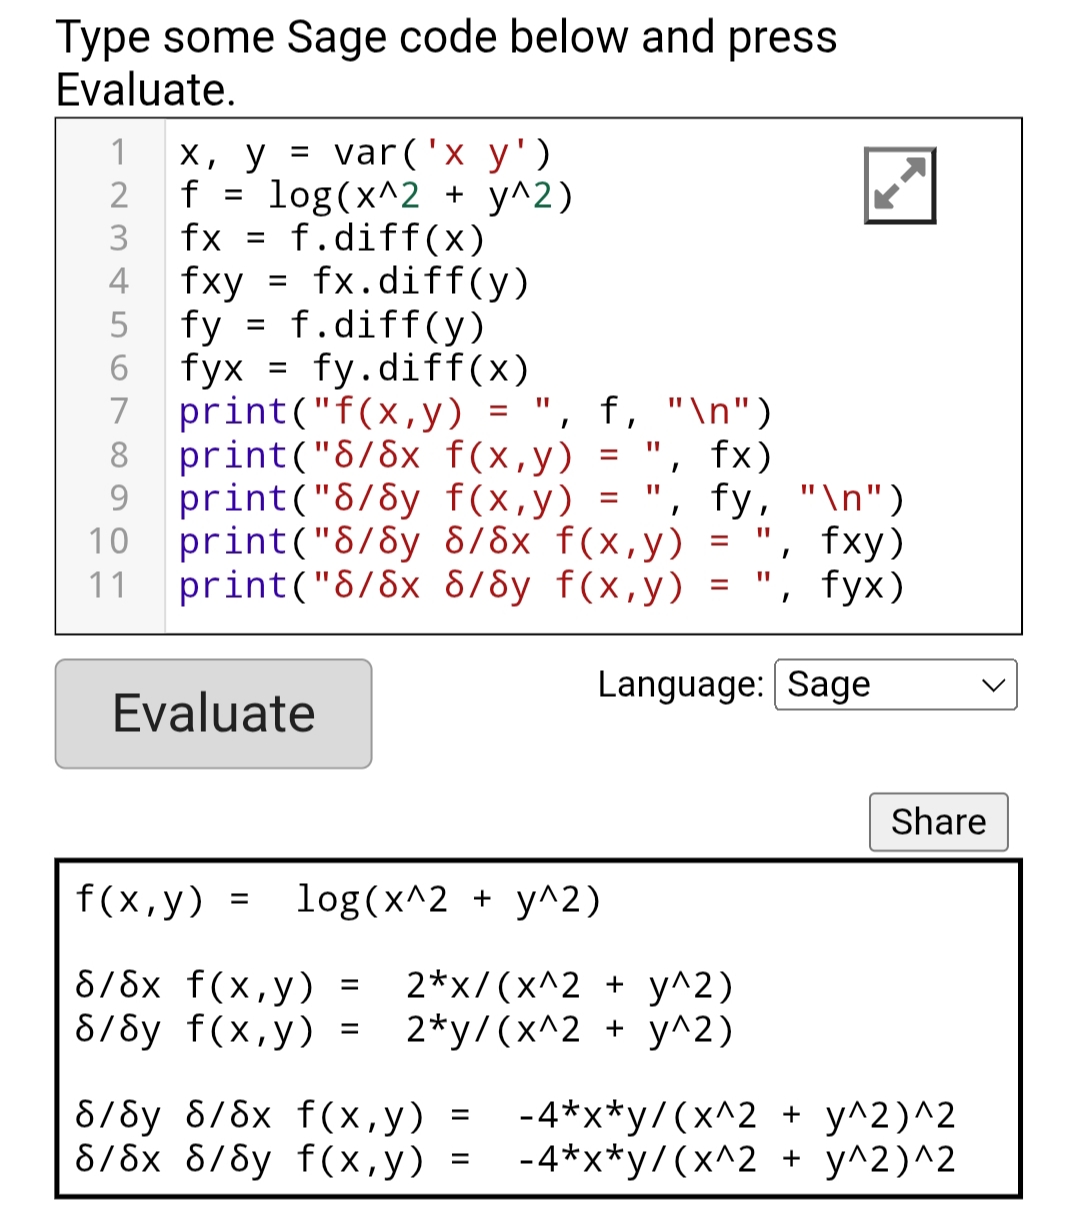 Type some Sage code below and press
Evaluate.
1 x, y = var('x y')
2 f = log(x^2 + y^2)
3 fx = f.diff(x)
4 fxy = fx.diff(y)
5 fy = f.diff(y)
6 fyx = fy.diff(x)
7 print("f(x,y) = ", f, "\n")
8 print("δ/δx f(x,y) = ", fx)
9 print("δ/δy f(x,y) = ", fy, "\n")
10 print("δ/δy δ/δx f(x,y) = ", fxy)
11 print("δ/δx δ/δy f(x,y) = ", fyx)
Evaluate
Language: Sage
Share
f(x,y) =  log(x^2 + y^2)
δ/δx f(x,y) =  2*x/(x^2 + y^2)
δ/δy f(x,y) =  2*y/(x^2 + y^2)
δ/δy δ/δx f(x,y) =  -4*x*y/(x^2 + y^2)^2
δ/δx δ/δy f(x,y) =  -4*x*y/(x^2 + y^2)^2